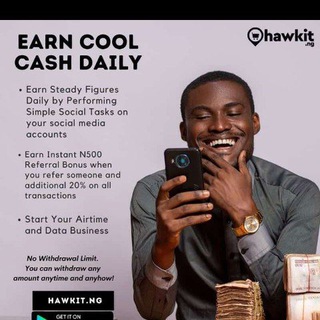 hawkit
.ng
EARN COOL
CASH DAILY
• Earn Steady Figures
Daily by Performing
Simple Social Tasks on
your social media
accounts
• Earn Instant N500
Referral Bonus when
you refer someone and
additional 20% on all
transactions
• Start Your Airtime
and Data Business
No Withdrawal Limit.
You can withdraw any
amount anytime and anyhow!
HAWKIT.NG
GET IT ON